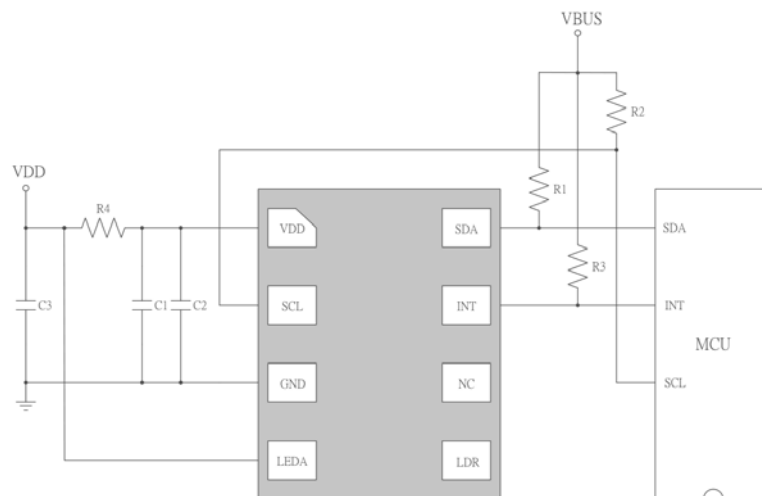 VBUS
R2
VDD
R1
R4
VDD
SDA
SDA
R3
C3
C1
C2
SCL
INT
INT
MCU
GND
NC
SCL
LEDA
LDR